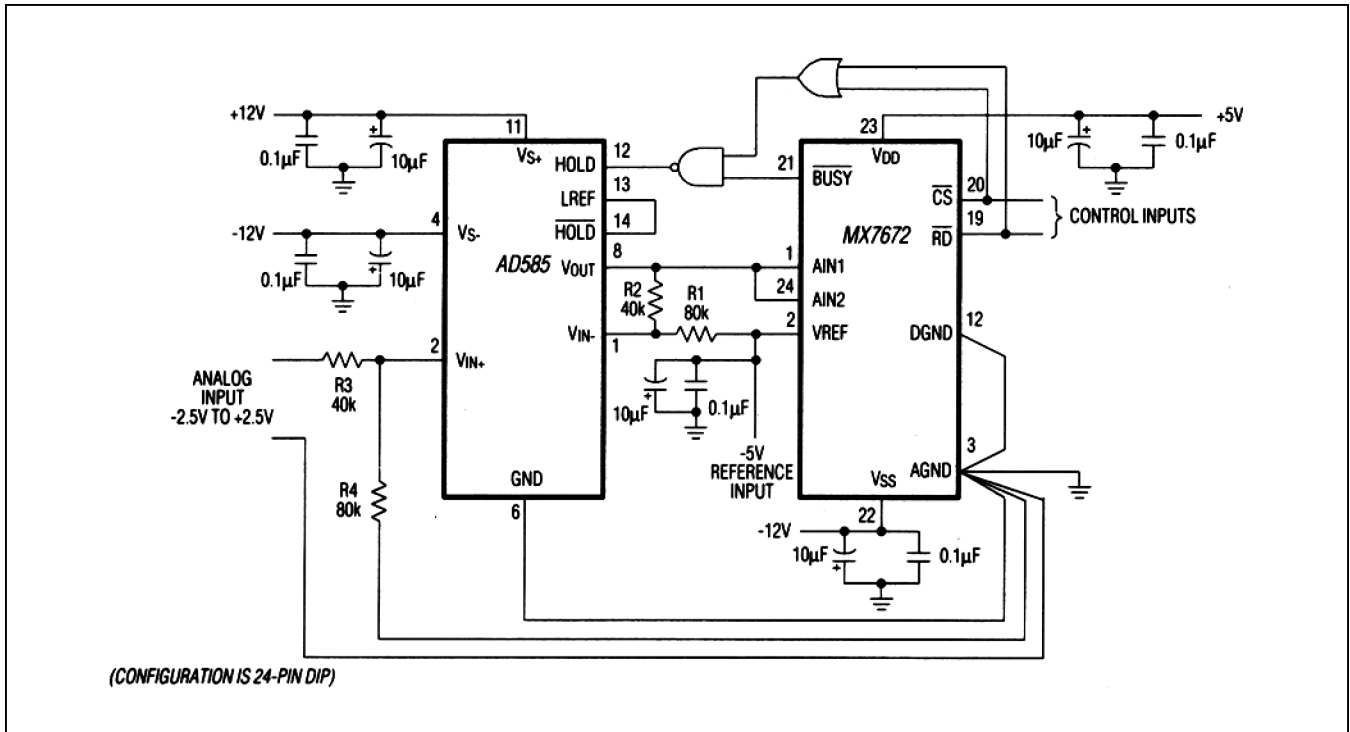 +12V
0.1µF
+
10µF
11
VS+
HOLD
12
LREF
13
HOLD
14
-12V
4
VS-
0.1µF
+
10µF
AD585
VOUT
8
R2
40k
R1
80k
VIN-
1
2
VIN+
ANALOG
INPUT
-2.5V TO +2.5V
R3
40k
R4
80k
GND
6
10µF
+
0.1µF
-5V
REFERENCE
INPUT
23
VDD
21
BUSY
CS
20
RD
19
CONTROL INPUTS
MX7672
1
AIN1
24
AIN2
2
VREF
DGND
12
AGND
3
VSS
22
-12V
10µF
+
0.1µF
10µF
+
0.1µF
+5V
(CONFIGURATION IS 24-PIN DIP)